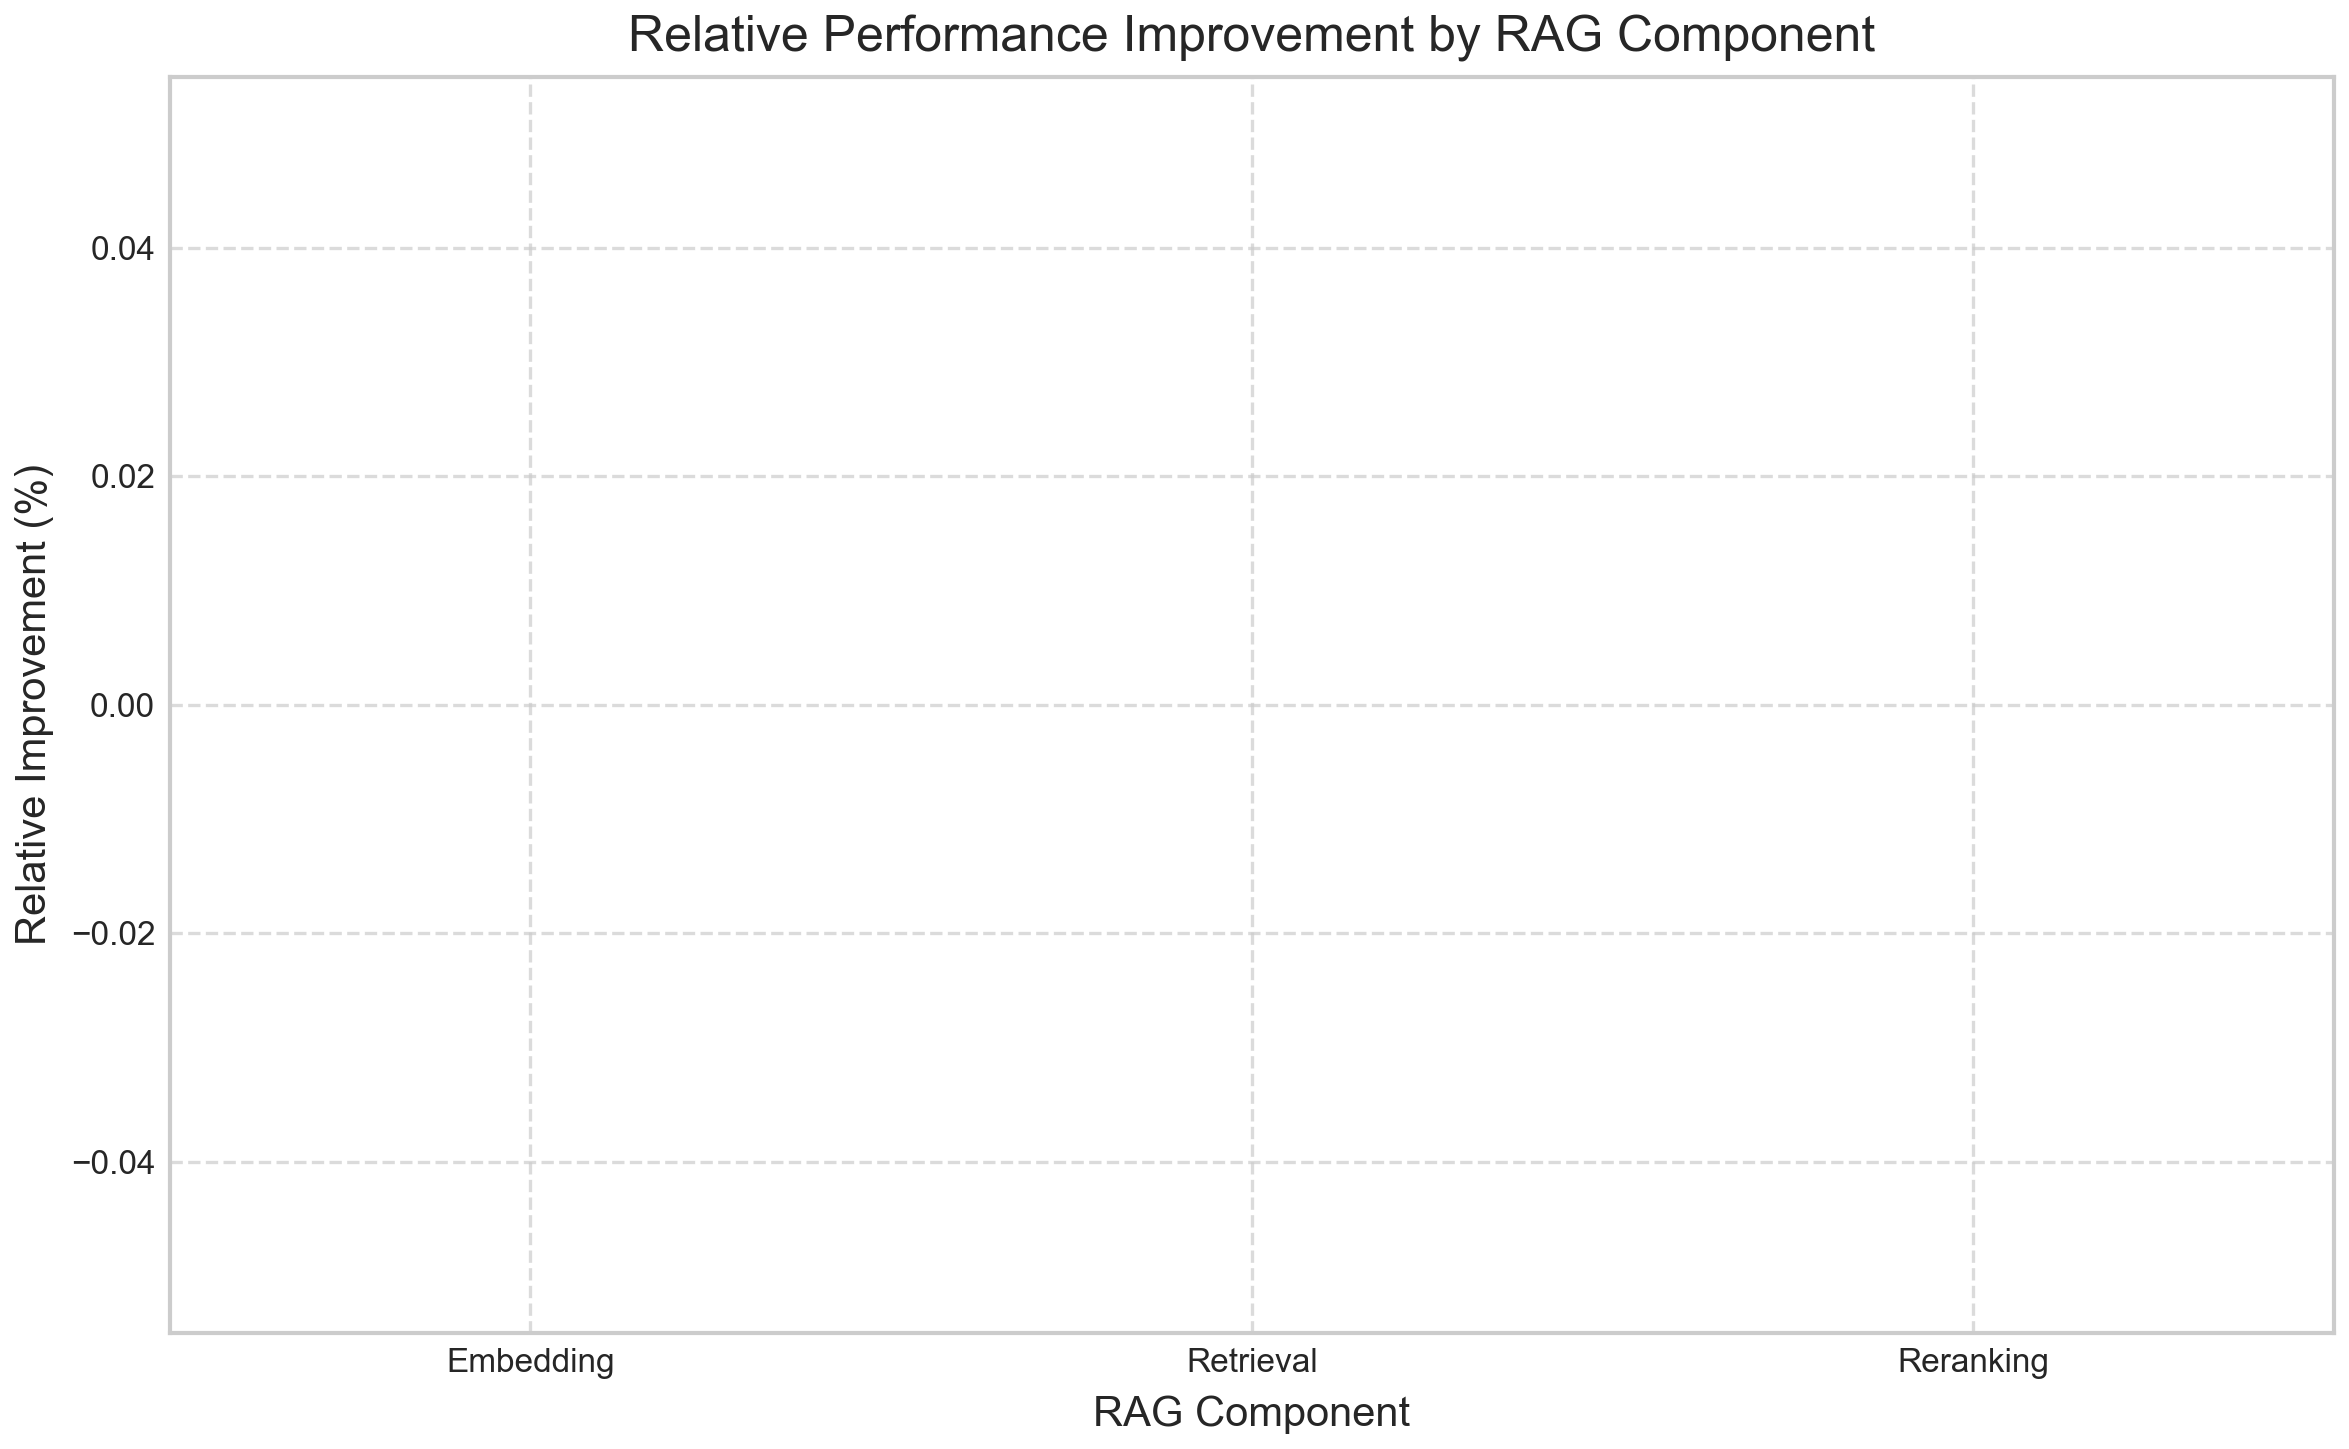 Relative Performance Improvement by RAG Component
Relative Improvement (%)
0.04
0.02
0.00
−0.02
−0.04
Embedding Retrieval Reranking
RAG Component